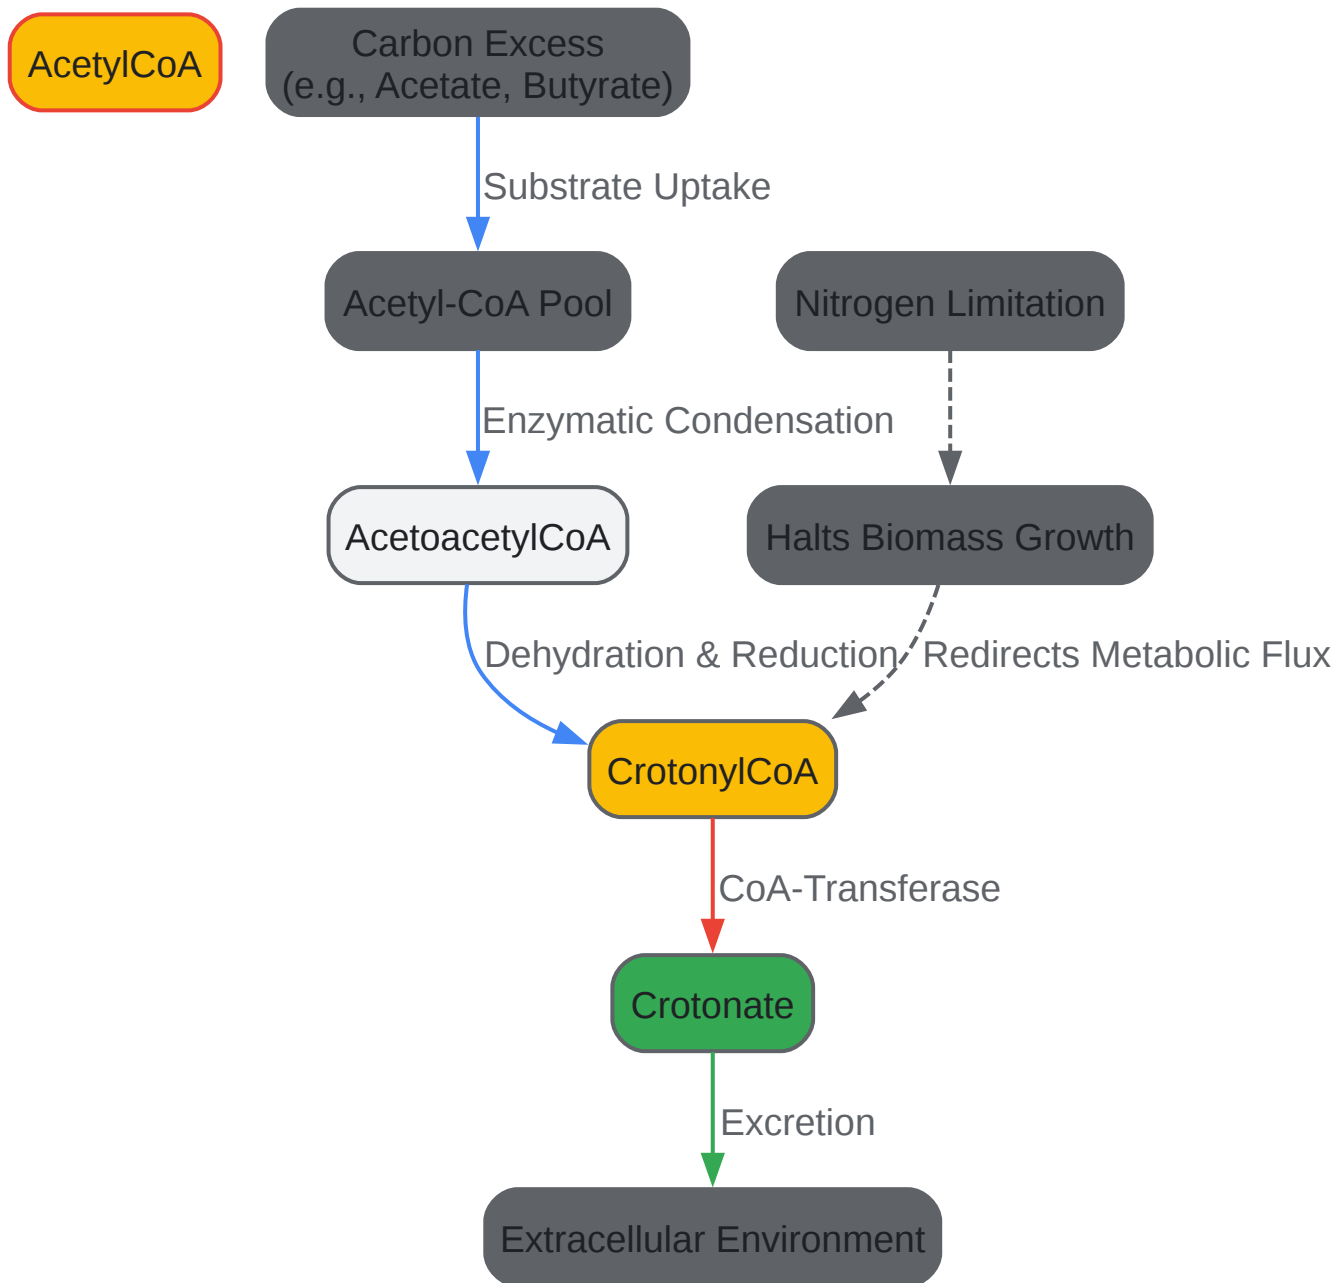 AcetylCoA
Carbon Excess
(e.g., Acetate, Butyrate)
Substrate Uptake
Acetyl-CoA Pool
Nitrogen Limitation
Enzymatic Condensation
AcetoacetylCoA
Halts Biomass Growth
Dehydration & Reduction
Redirects Metabolic Flux
CrotonylCoA
CoA-Transferase
Crotonate
Excretion
Extracellular Environment